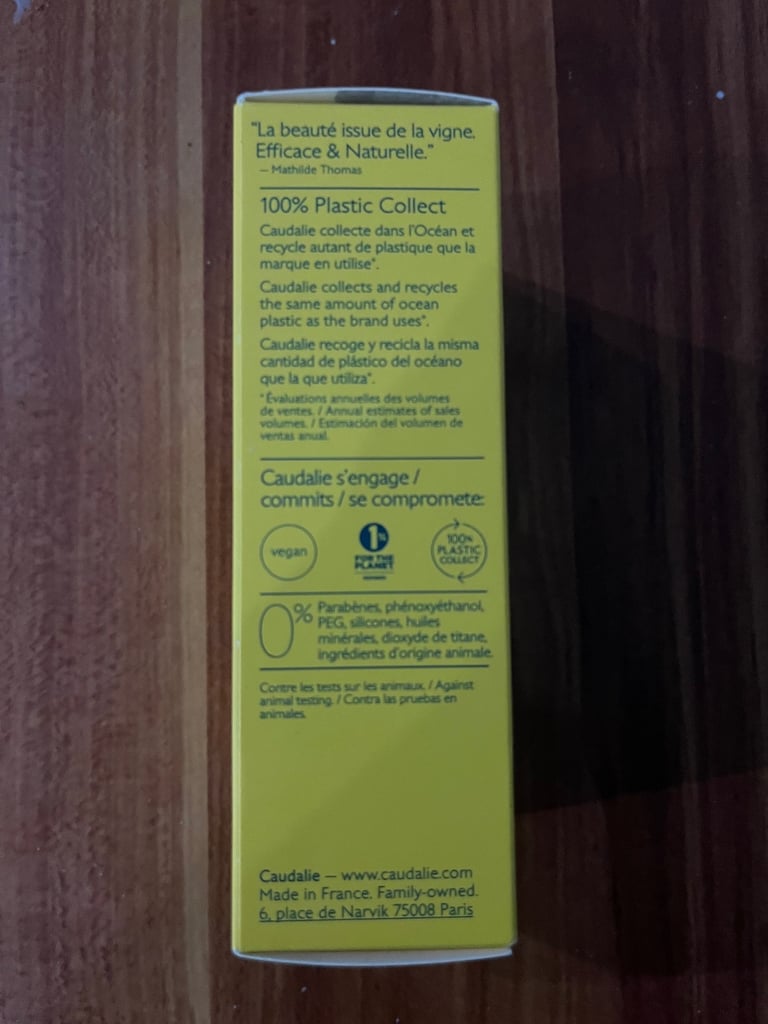 “La beauté issue de la vigne.
Efficace & Naturelle.”
— Mathilde Thomas
100% Plastic Collect
Caudalie collecte dans l'Océan et
recycle autant de plastique que la
marque en utilise*.
Caudalie collects and recycles
the same amount of ocean
plastic as the brand uses*.
Caudalie recoge y recicla la misma
cantidad de plástico del océano
que la que utiliza*.
*Évaluations annuelles des volumes
de ventes. / Annual estimates of sales
volumes. / Estimación del volumen de
ventas anual.
Caudalie s'engage /
commits / se compromete:
vegan
1%
FOR THE
PLANET
100%
PLASTIC
COLLECT
0%
Parabènes, phénoxyéthanol,
PEG, silicones, huiles
minérales, dioxyde de titane,
ingrédients d'origine animale.
Contre les tests sur les animaux. / Against
animal testing. / Contra las pruebas en
animales.
Caudalie — www.caudalie.com
Made in France. Family-owned.
6, place de Narvik 75008 Paris